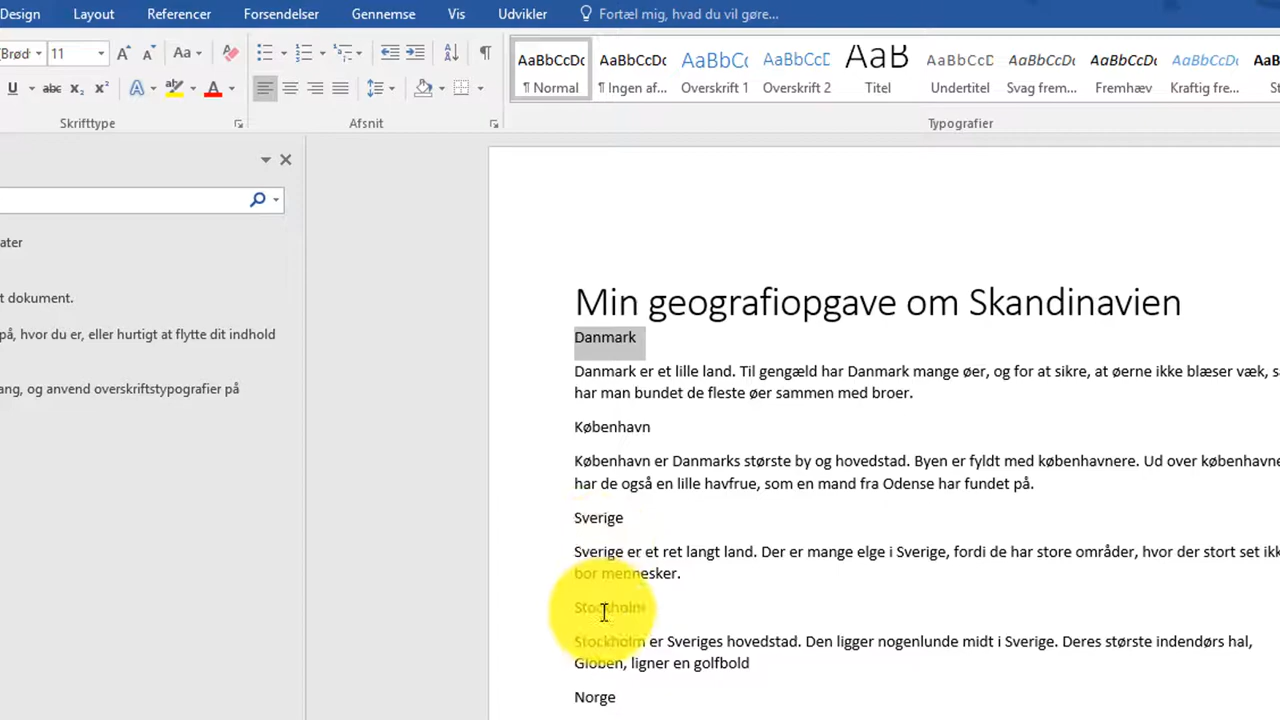 Design Layout Referencer Forsendelser Gennemse Vis Udvikler Fortæl mig, hvad du vil gøre...
(Brød 11 Aa
U abc x₂ x² A ab A
AaBbCcDc AaBbCcDc AaBbCc AaBbCcE AaB AaBbCcD AaBbCcDc AaBbCcDc AaBbCcDc
¶ Normal ¶ Ingen af... Overskrift 1 Overskrift 2 Titel Undertitel Svag frem... Fremhæv Kraftig fre...
Skrifttype Afsnit Typografier
ater
t dokument.
på, hvor du er, eller hurtigt at flytte dit indhold
ang, og anvend overskriftstypografier på
Min geografiopgave om Skandinavien
Danmark
Danmark er et lille land. Til gengæld har Danmark mange øer, og for at sikre, at øerne ikke blæser væk, s
har man bundet de fleste øer sammen med broer.
København
København er Danmarks største by og hovedstad. Byen er fyldt med københavnere. Ud over københavne
har de også en lille havfrue, som en mand fra Odense har fundet på.
Sverige
Sverige er et ret langt land. Der er mange elge i Sverige, fordi de har store områder, hvor der stort set ikk
bor mennesker.
Stockholm
Stockholm er Sveriges hovedstad. Den ligger nogenlunde midt i Sverige. Deres største indendørs hal,
Globen, ligner en golfbold
Norge